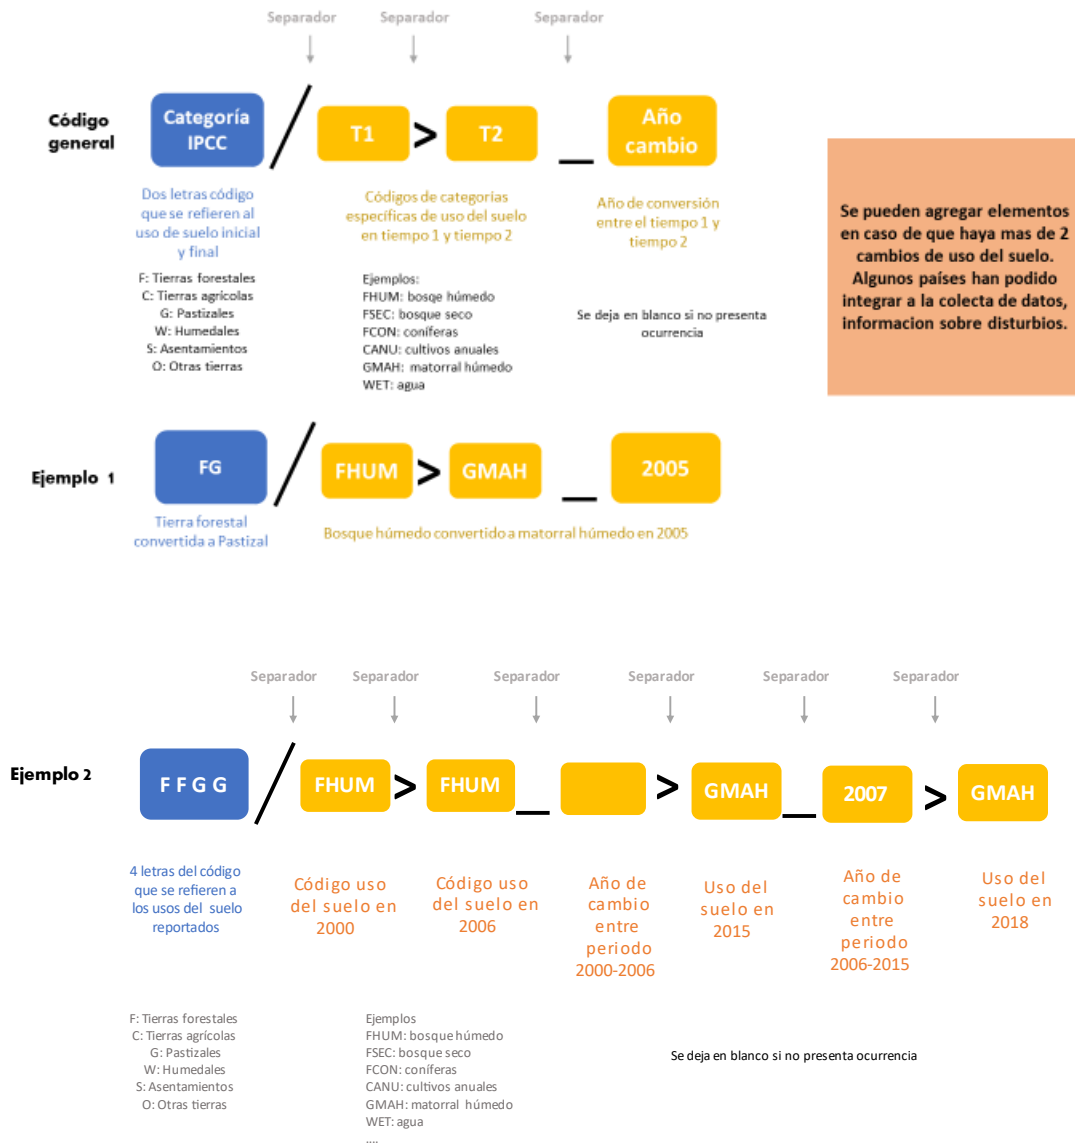 Separador
Separador
Separador
Código
general
Categoría
IPCC
/
T1
>
T2
_
Año
cambio
Dos letras código
que se refieren al
uso de suelo inicial
y final
Códigos de categorías
específicas de uso del suelo
en tiempo 1 y tiempo 2
Año de conversión
entre el tiempo 1 y
tiempo 2
F: Tierras forestales
C: Tierras agrícolas
G: Pastizales
W: Humedales
S: Asentamientos
O: Otras tierras
Ejemplos:
FHUM: bosqe húmedo
FSEC: bosque seco
FCON: coníferas
CANU: cultivos anuales
GMAH: matorral húmedo
WET: agua
Se deja en blanco si no presenta
ocurrencia
Se pueden agregar elementos
en caso de que haya mas de 2
cambios de uso del suelo.
Algunos países han podido
integrar a la colecta de datos,
informacion sobre disturbios.
Ejemplo 1
FG
/
FHUM
>
GMAH
_
2005
Tierra forestal
convertida a Pastizal
Bosque húmedo convertido a matorral húmedo en 2005
Separador
Separador
Separador
Separador
Separador
Separador
Ejemplo 2
F F G G
/
FHUM
>
FHUM
_
>
GMAH
_
2007
>
GMAH
4 letras del código
que se refieren a
los usos del suelo
reportados
Código uso
del suelo en
2000
Código uso
del suelo en
2006
Año de
cambio
entre
periodo
2000-2006
Uso del
suelo en
2015
Año de
cambio
entre
periodo
2006-2015
Uso del
suelo en
2018
F: Tierras forestales
C: Tierras agrícolas
G: Pastizales
W: Humedales
S: Asentamientos
O: Otras tierras
Ejemplos
FHUM: bosque húmedo
FSEC: bosque seco
FCON: coníferas
CANU: cultivos anuales
GMAH: matorral húmedo
WET: agua
....
Se deja en blanco si no presenta ocurrencia